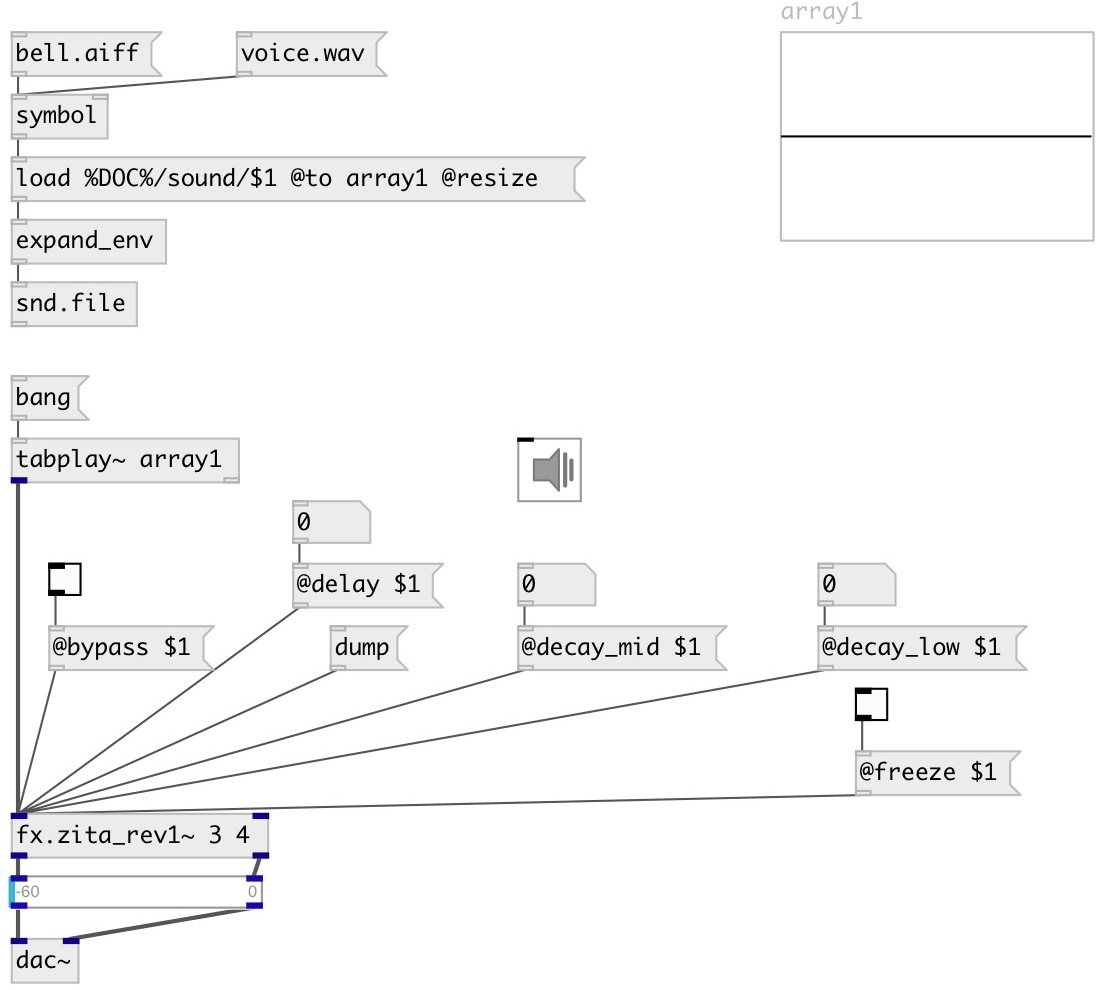 array1
bell.aiff
voice.wav
symbol
load %DOC%/sound/$1 @to array1 @resize
expand_env
snd.file
bang
tabplay~ array1
0
@delay $1
0
0
@bypass $1
dump
@decay_mid $1
@decay_low $1
@freeze $1
fx.zita_rev1~ 3 4
-60 0
dac~